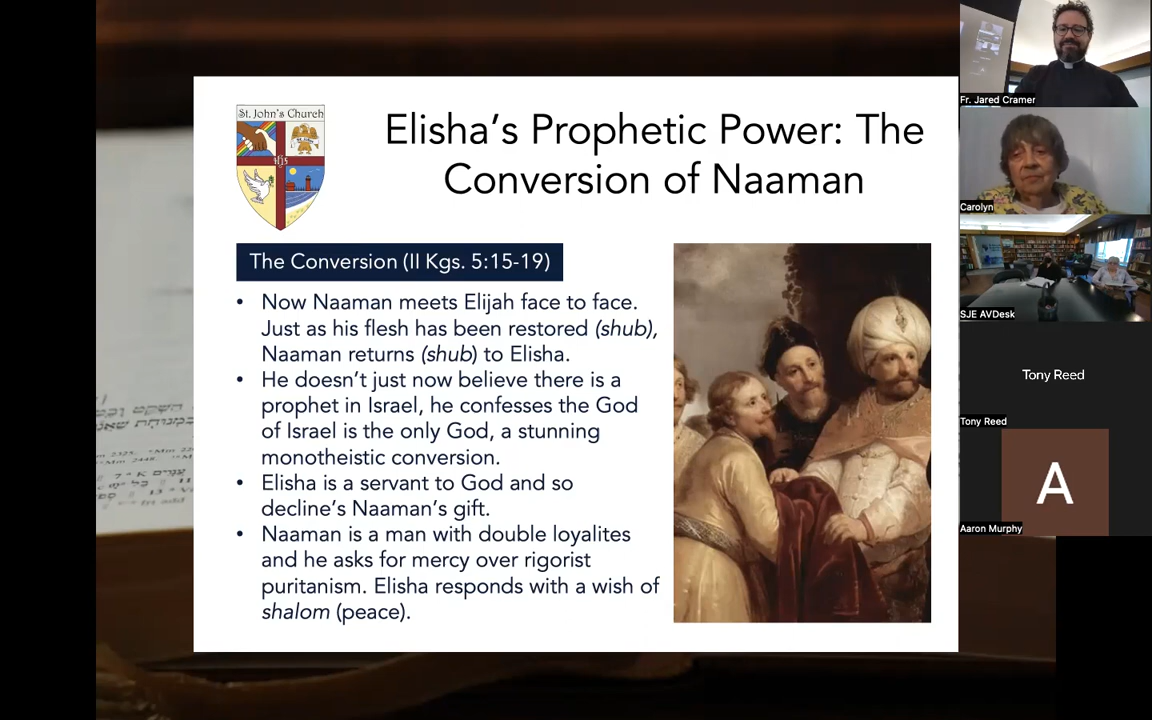 St. John's Church
IHS
Elisha's Prophetic Power: The
Conversion of Naaman
The Conversion (II Kgs. 5:15-19)
• Now Naaman meets Elijah face to face.
Just as his flesh has been restored (shub),
Naaman returns (shub) to Elisha.
• He doesn't just now believe there is a
prophet in Israel, he confesses the God
of Israel is the only God, a stunning
monotheistic conversion.
• Elisha is a servant to God and so
decline's Naaman's gift.
• Naaman is a man with double loyalites
and he asks for mercy over rigorist
puritanism. Elisha responds with a wish of
shalom (peace).
Fr. Jared Cramer
Carolyn
SJE AVDesk
Tony Reed
Tony Reed
A
Aaron Murphy